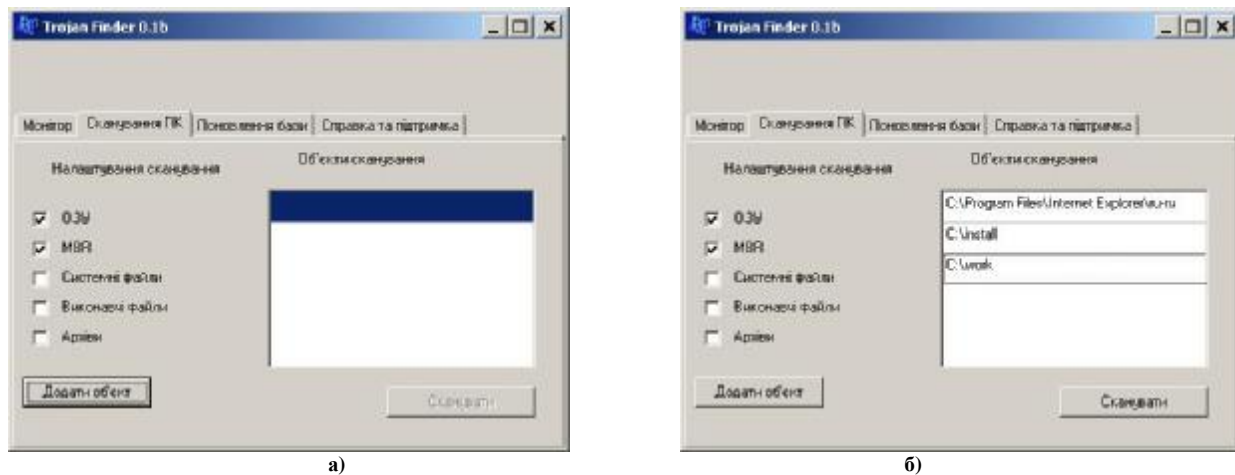 Trojan Finder 0.1b
Монітор Сканування ПК Поновлення бази Справка та підтримка
Налаштування сканування
Об'єкти сканування
ОЗУ
MBR
Системні файли
Виконавчі файли
Архіви
Додати об'єкт
Сканувати
а)
Trojan Finder 0.1b
Монітор Сканування ПК Поновлення бази Справка та підтримка
Налаштування сканування
Об'єкти сканування
C:\Program Files\Internet Explorer\ru-ru
C:\install
C:\work
ОЗУ
MBR
Системні файли
Виконавчі файли
Архіви
Додати об'єкт
Сканувати
б)